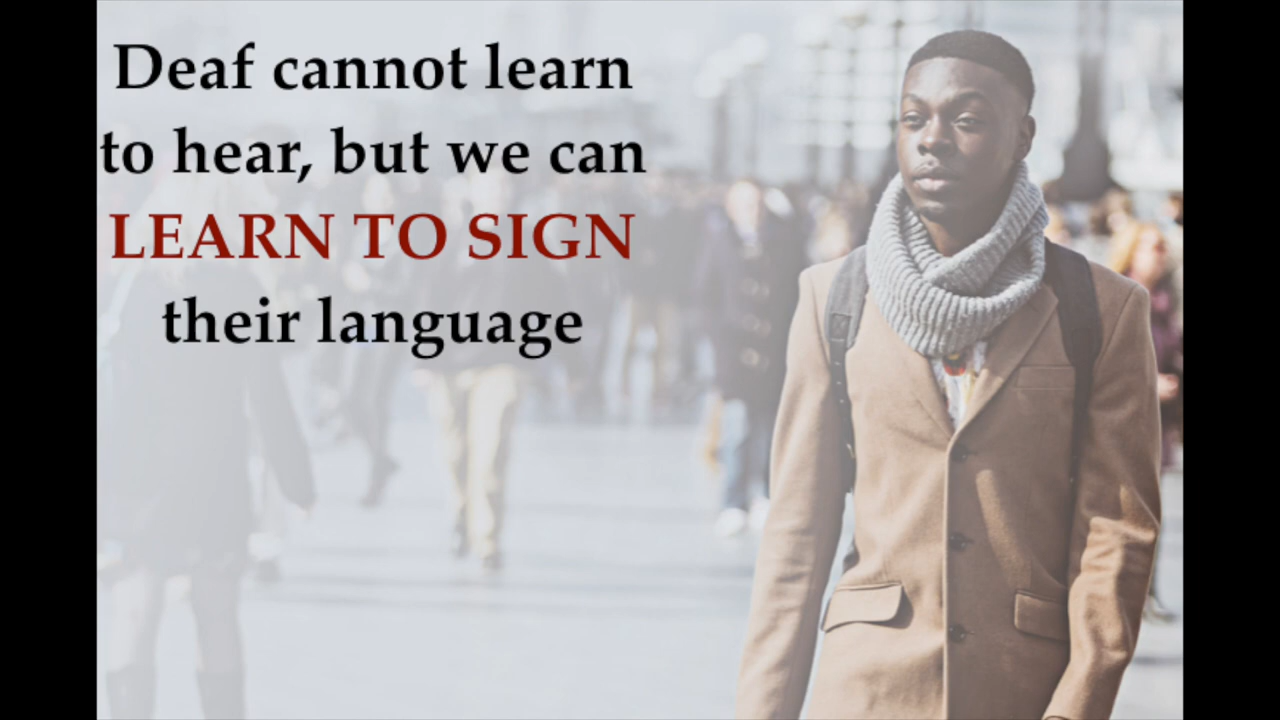 Deaf cannot learn
to hear, but we can
LEARN TO SIGN
their language